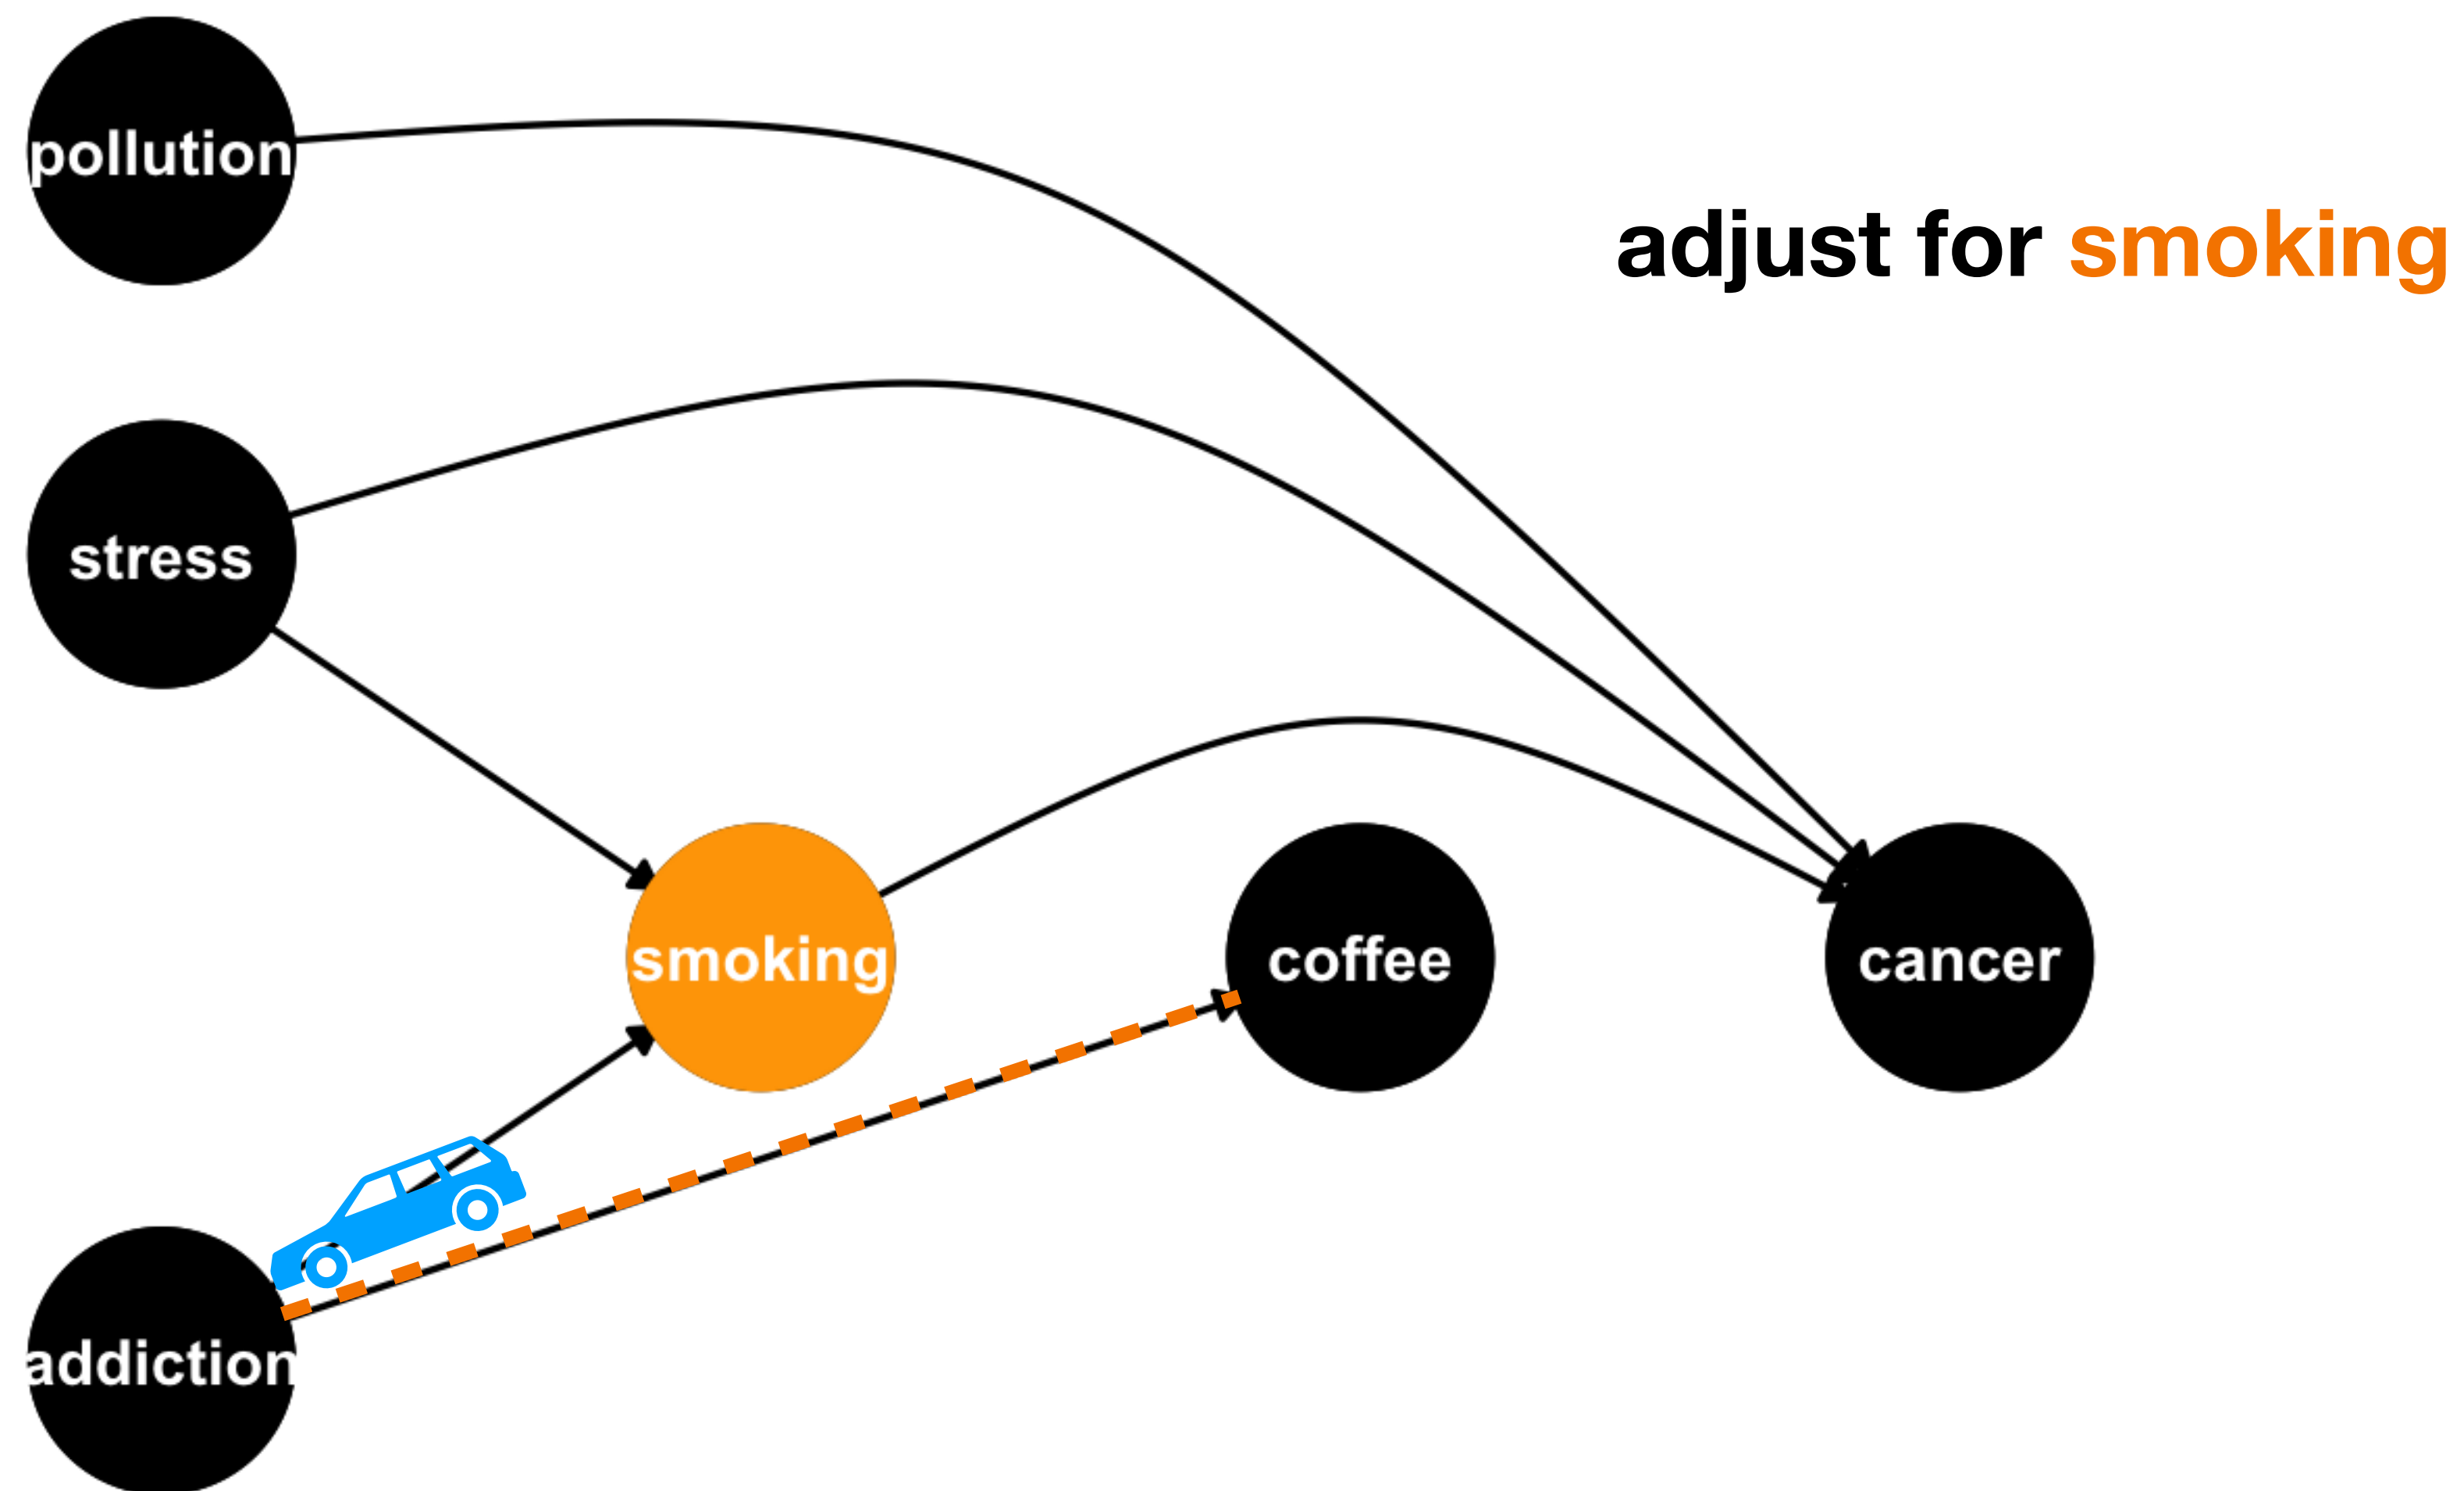 pollution
adjust for smoking
stress
smoking
coffee
cancer
addiction